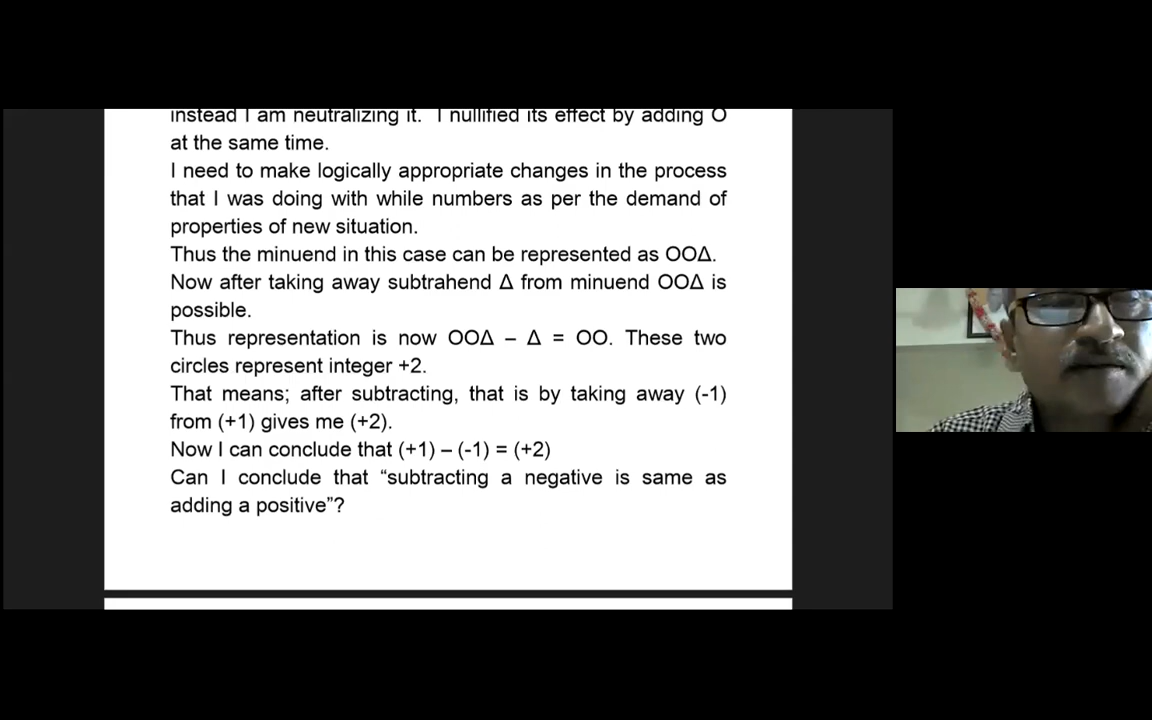 instead I am neutralizing it. I nullified its effect by adding O
at the same time.
I need to make logically appropriate changes in the process
that I was doing with while numbers as per the demand of
properties of new situation.
Thus the minuend in this case can be represented as OO∆.
Now after taking away subtrahend ∆ from minuend OO∆ is
possible.
Thus representation is now OO∆ – ∆ = OO. These two
circles represent integer +2.
That means; after subtracting, that is by taking away (-1)
from (+1) gives me (+2).
Now I can conclude that (+1) – (-1) = (+2)
Can I conclude that “subtracting a negative is same as
adding a positive”?